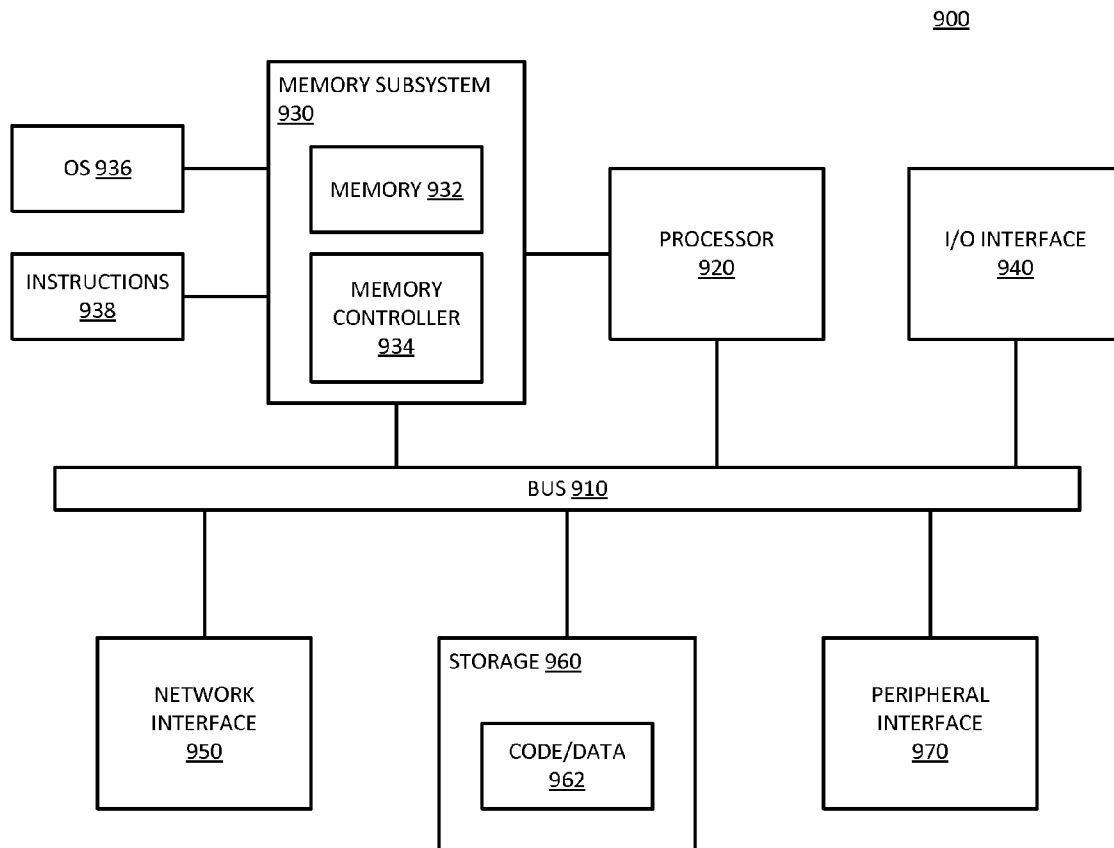 900
MEMORY SUBSYSTEM
930
OS 936
MEMORY 932
PROCESSOR
920
I/O INTERFACE
940
INSTRUCTIONS
938
MEMORY
CONTROLLER
934
BUS 910
NETWORK
INTERFACE
950
STORAGE 960
CODE/DATA
962
PERIPHERAL
INTERFACE
970